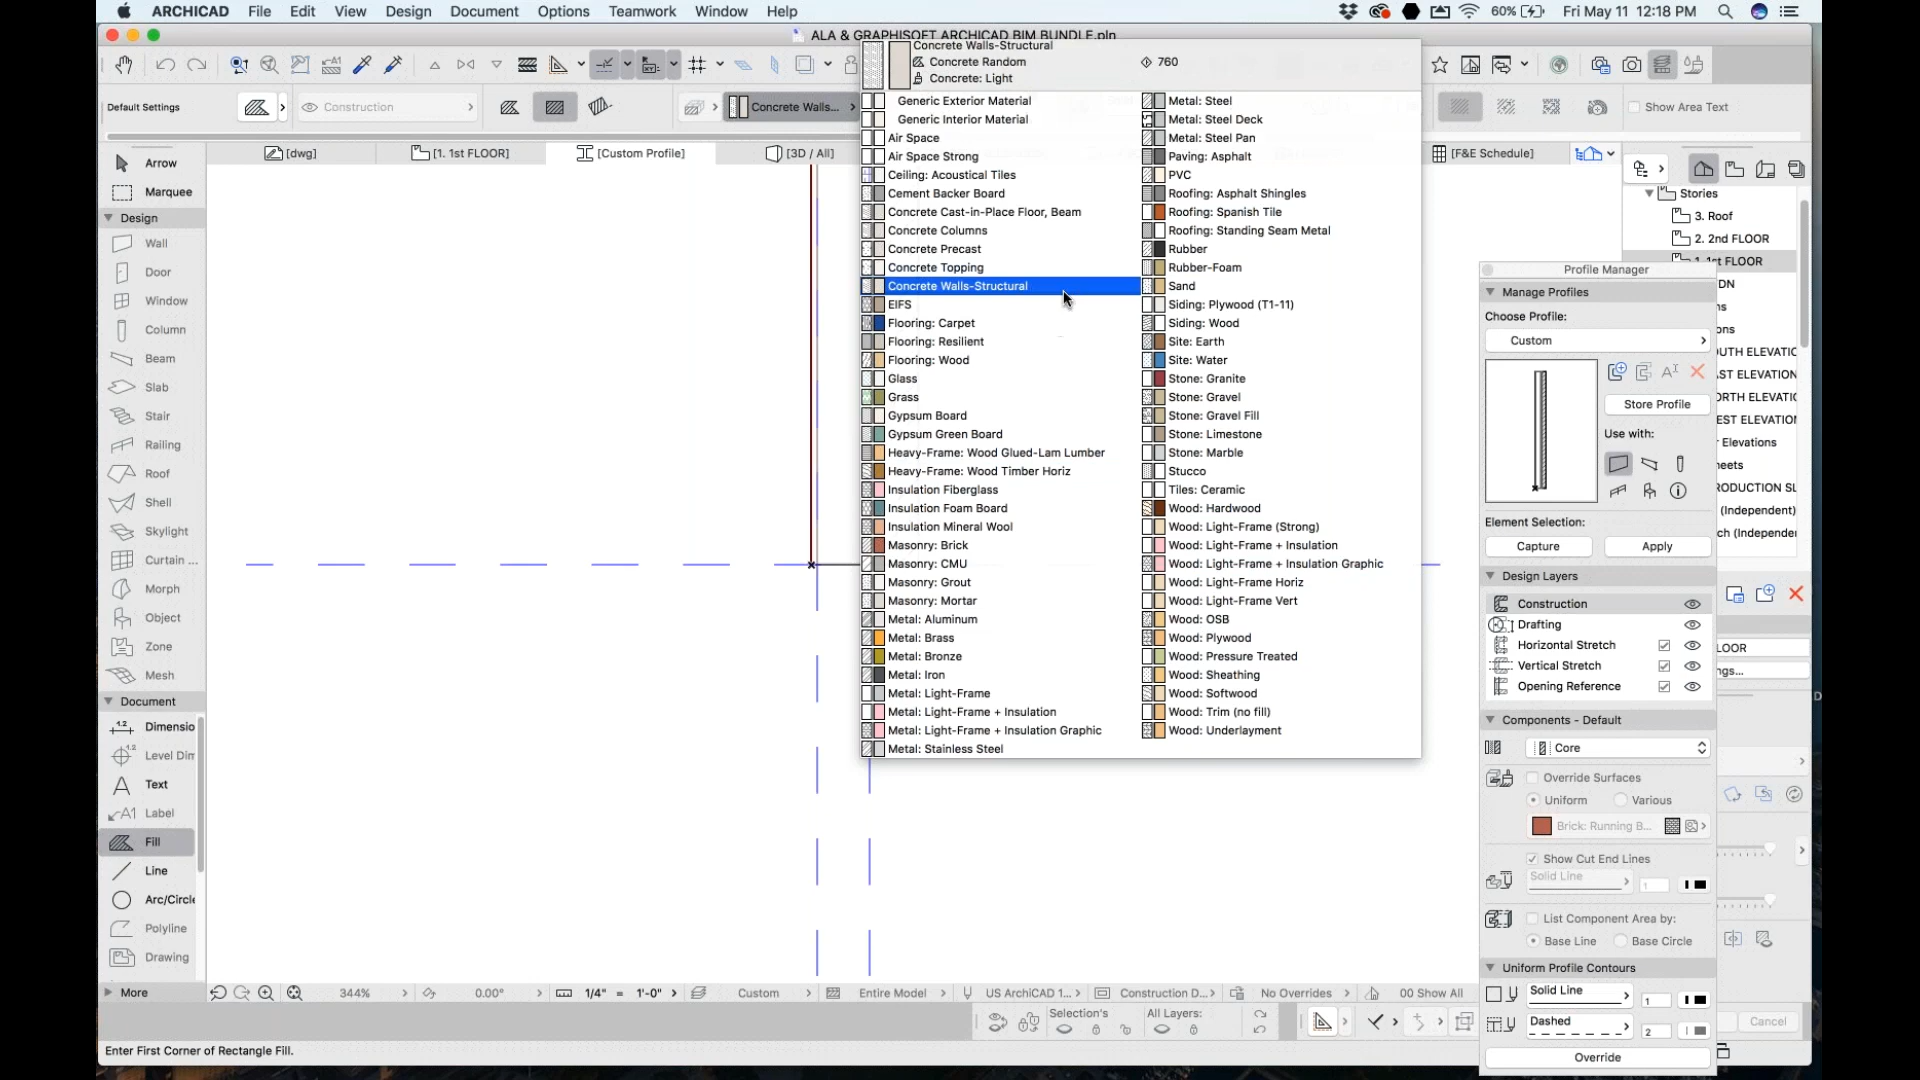 ARCHICAD File Edit View Design Document Options Teamwork Window Help
60% Fri May 11 12:18 PM
ALA & GRAPHISOFT ARCHICAD BIM BUNDLE.pln
Default Settings
Construction
Concrete Walls...
Show Area Text
[dwg]
[1. 1st FLOOR]
[Custom Profile]
[3D / All]
[F&E Schedule]
Concrete Walls-Structural
Concrete Random
760
Concrete: Light
Generic Exterior Material
Generic Interior Material
Air Space
Air Space Strong
Ceiling: Acoustical Tiles
Cement Backer Board
Concrete Cast-in-Place Floor, Beam
Concrete Columns
Concrete Precast
Concrete Topping
Concrete Walls-Structural
EIFS
Flooring: Carpet
Flooring: Resilient
Flooring: Wood
Glass
Grass
Gypsum Board
Gypsum Green Board
Heavy-Frame: Wood Glued-Lam Lumber
Heavy-Frame: Wood Timber Horiz
Insulation Fiberglass
Insulation Foam Board
Insulation Mineral Wool
Masonry: Brick
Masonry: CMU
Masonry: Grout
Masonry: Mortar
Metal: Aluminum
Metal: Brass
Metal: Bronze
Metal: Iron
Metal: Light-Frame
Metal: Light-Frame + Insulation
Metal: Light-Frame + Insulation Graphic
Metal: Stainless Steel
Metal: Steel
Metal: Steel Deck
Metal: Steel Pan
Paving: Asphalt
PVC
Roofing: Asphalt Shingles
Roofing: Spanish Tile
Roofing: Standing Seam Metal
Rubber
Rubber-Foam
Sand
Siding: Plywood (T1-11)
Siding: Wood
Site: Earth
Site: Water
Stone: Granite
Stone: Gravel
Stone: Gravel Fill
Stone: Limestone
Stone: Marble
Stucco
Tiles: Ceramic
Wood: Hardwood
Wood: Light-Frame (Strong)
Wood: Light-Frame + Insulation
Wood: Light-Frame + Insulation Graphic
Wood: Light-Frame Horiz
Wood: Light-Frame Vert
Wood: OSB
Wood: Plywood
Wood: Pressure Treated
Wood: Sheathing
Wood: Softwood
Wood: Trim (no fill)
Wood: Underlayment
Arrow
Marquee
Design
Wall
Door
Window
Column
Beam
Slab
Stair
Railing
Roof
Shell
Skylight
Curtain ...
Morph
Object
Zone
Mesh
Document
Dimensio
Level Dim
Text
Label
Fill
Line
Arc/Circle
Polyline
Drawing
More
Stories
3. Roof
2. 2nd FLOOR
1. 1st FLOOR
Profile Manager
Manage Profiles
Choose Profile:
Custom
Store Profile
Use with:
Element Selection:
Capture
Apply
Design Layers
Construction
Drafting
Horizontal Stretch
Vertical Stretch
Opening Reference
Components - Default
Core
Override Surfaces
Uniform
Various
Brick: Running B...
Show Cut End Lines
Solid Line
1
List Component Area by:
Base Line
Base Circle
Uniform Profile Contours
Solid Line
1
Dashed
2
Override
Cancel
344%
0.00°
1/4" = 1'-0"
Custom
Entire Model
US ArchiCAD 1...
Construction D...
No Overrides
00 Show All
Selection's
All Layers:
Enter First Corner of Rectangle Fill.